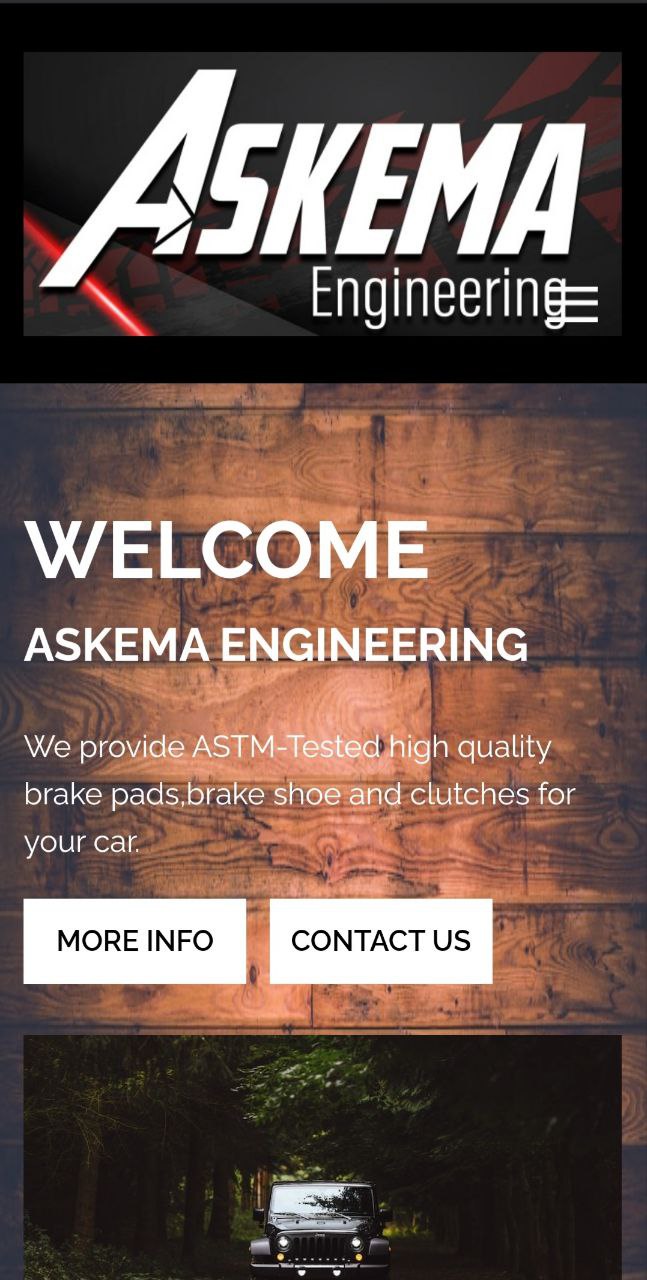 ASKEMA
Engineering
WELCOME
ASKEMA ENGINEERING
We provide ASTM-Tested high quality
brake pads,brake shoe and clutches for
your car.
MORE INFO
CONTACT US